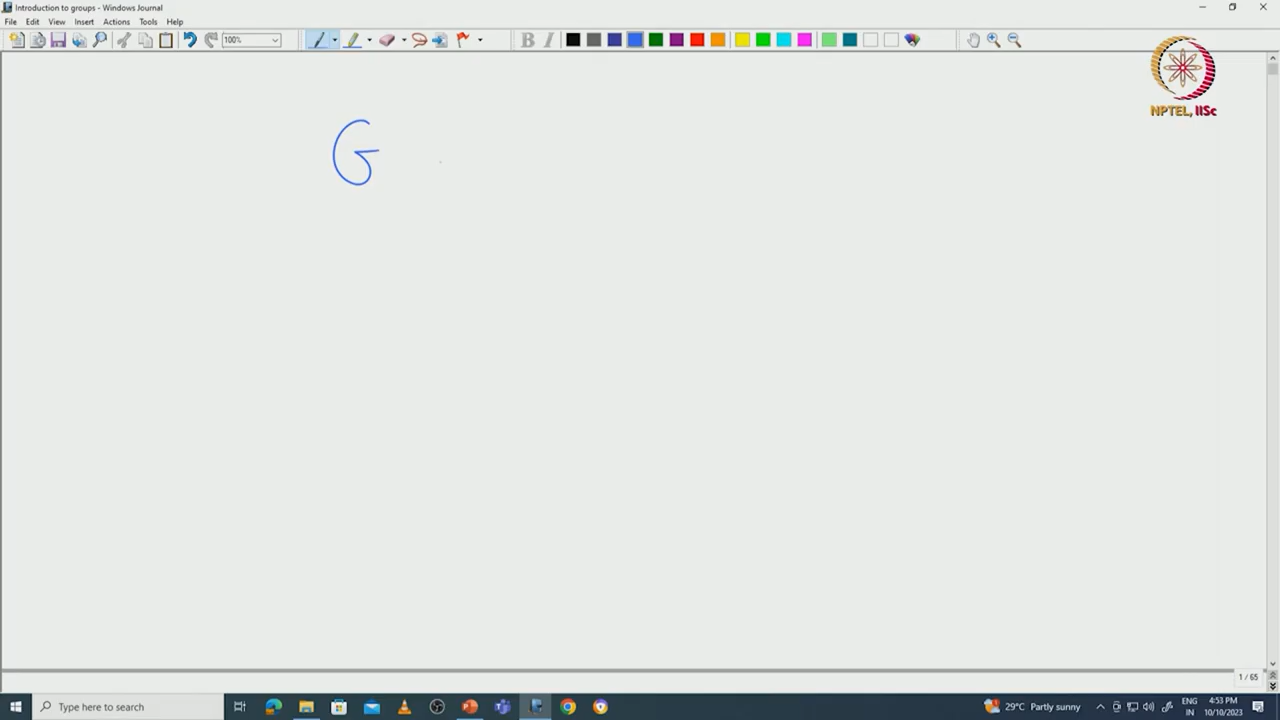 Introduction to groups - Windows Journal
File Edit View Insert Actions Tools Help
100%
B I
NPTEL, IISc
G
1 / 65
Type here to search
29°C Partly sunny
ENG
IN
4:53 PM
10/10/2023